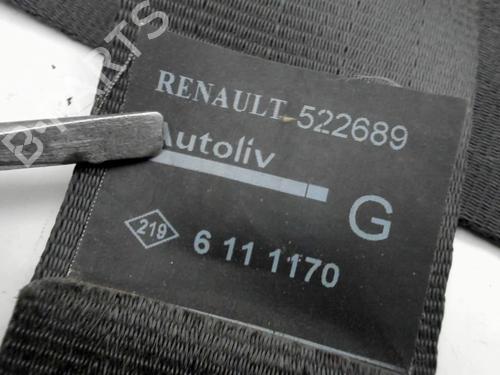 RENAULT 522689
Autoliv
G
219
6 11 1170